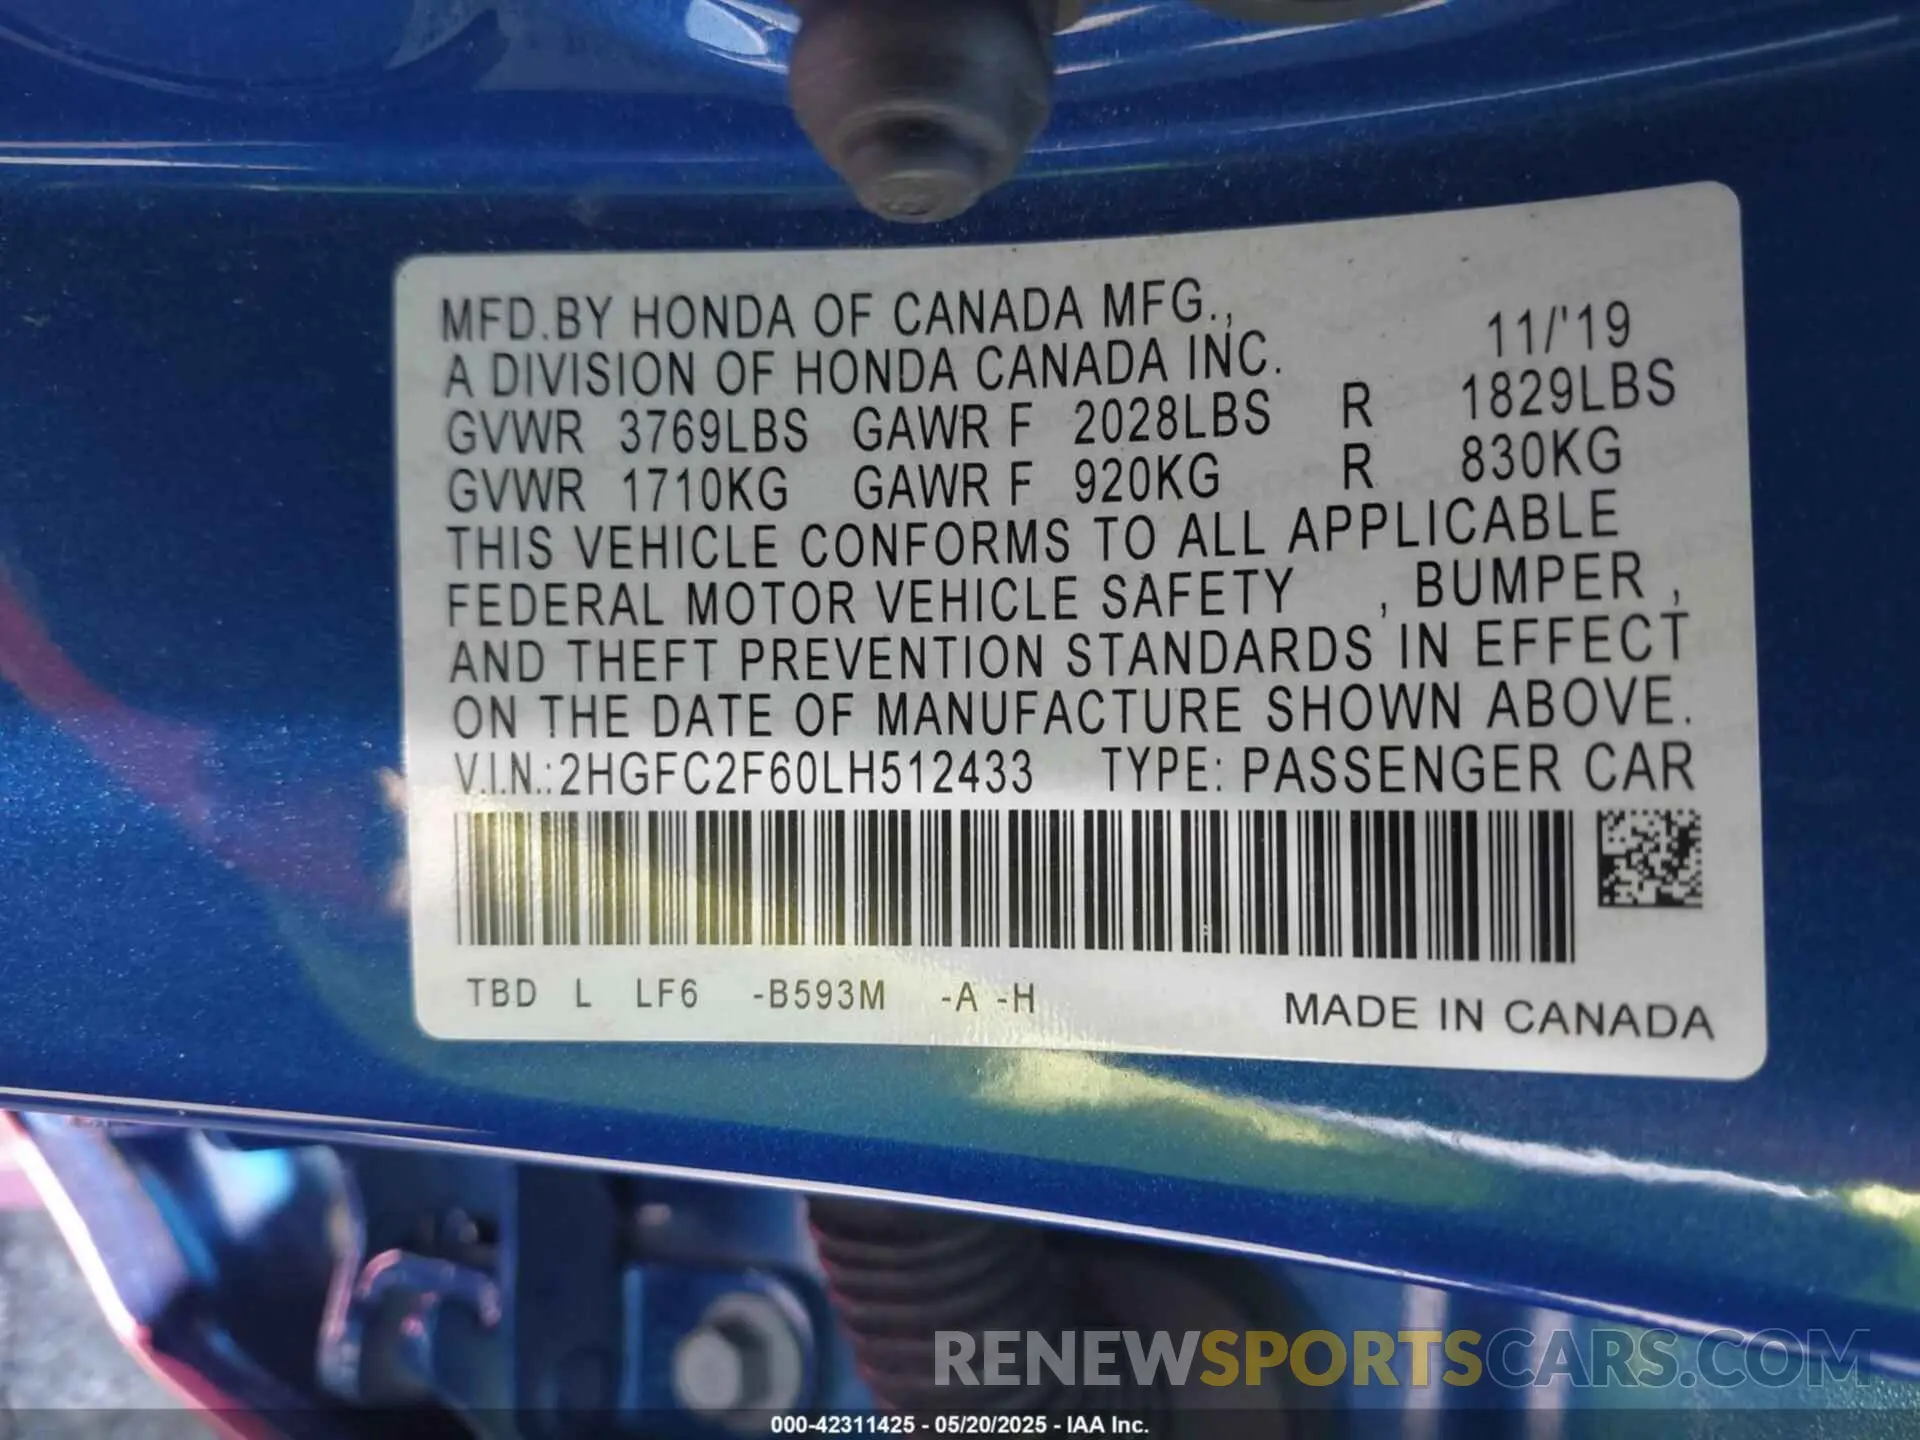 MFD.BY HONDA OF CANADA MFG.,
A DIVISION OF HONDA CANADA INC. 11/'19
GVWR 3769LBS GAWR F 2028LBS R 1829LBS
GVWR 1710KG GAWR F 920KG R 830KG
THIS VEHICLE CONFORMS TO ALL APPLICABLE
FEDERAL MOTOR VEHICLE SAFETY , BUMPER ,
AND THEFT PREVENTION STANDARDS IN EFFECT
ON THE DATE OF MANUFACTURE SHOWN ABOVE.
V.I.N.:2HGFC2F60LH512433 TYPE: PASSENGER CAR
TBD L LF6 -B593M -A -H MADE IN CANADA
RENEWSPORTSCARS.COM
000-42311425 - 05/20/2025 - IAA Inc.